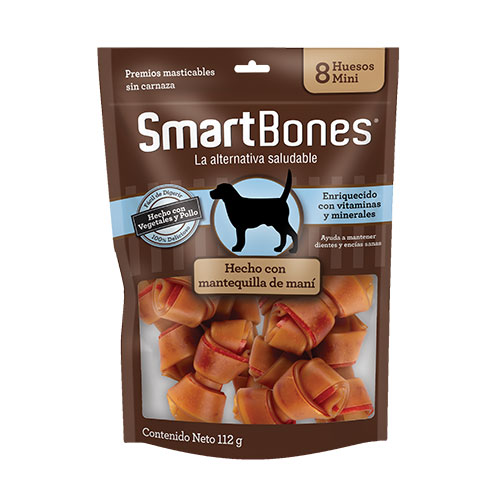 Premios masticables
sin carnaza
8 Huesos
Mini
SmartBones®
La alternativa saludable
Fácil de Digerir
Hecho con
Vegetales y Pollo
100% Delicioso
Enriquecido
con vitaminas
y minerales
Ayuda a mantener
dientes y encías sanas
Hecho con
mantequilla de maní
Contenido Neto 112 g